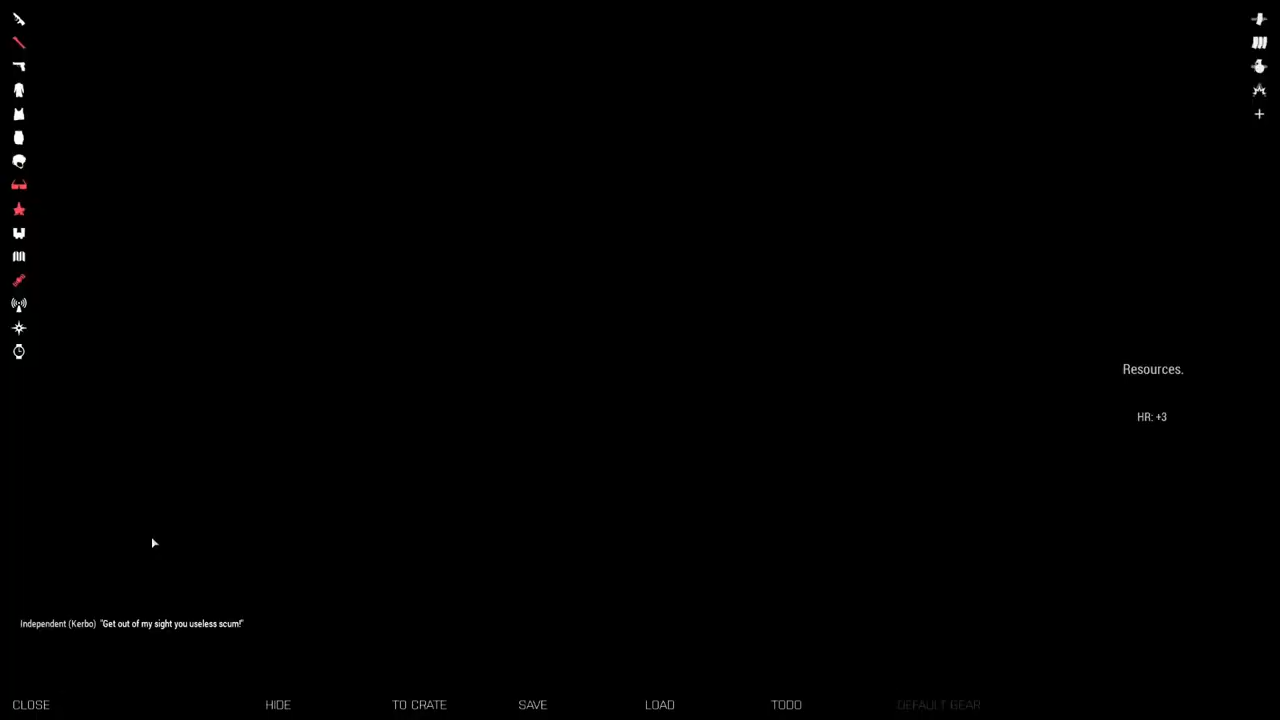 Resources.
HR: +3
Independent (Kerbo) "Get out of my sight you useless scum!"
CLOSE HIDE TO CRATE SAVE LOAD TODO DEFAULT GEAR